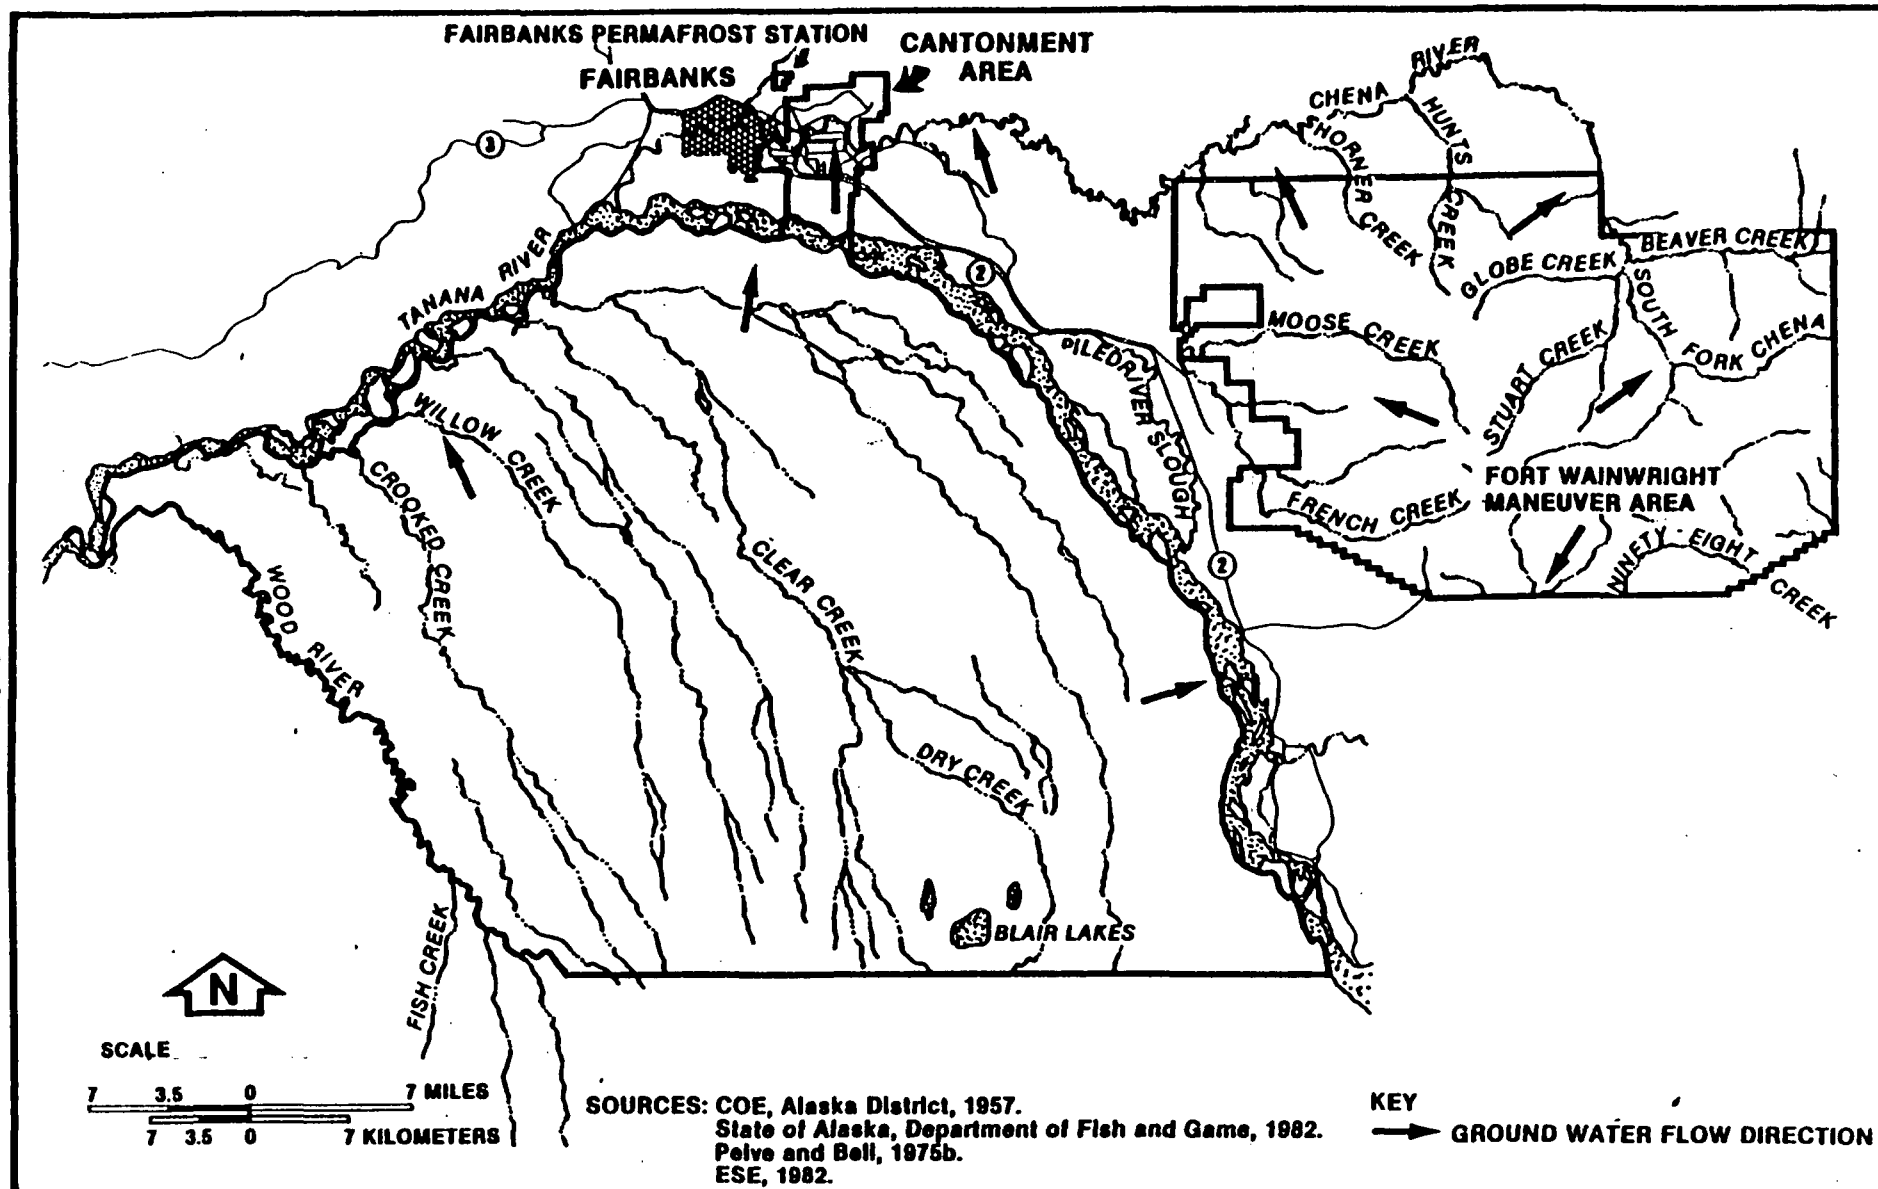 FAIRBANKS PERMAFROST STATION
FAIRBANKS
CANTONMENT
AREA
CHENA RIVER
SHORNER CREEK
HUNTS CREEK
3
TANANA RIVER
2
GLOBE CREEK
BEAVER CREEK
SOUTH FORK CHENA
MOOSE CREEK
STUART CREEK
PILEDRIVER SLOUGH
WILLOW CREEK
CROOKED CREEK
FORT WAINWRIGHT
MANEUVER AREA
FRENCH CREEK
NINETY-EIGHT CREEK
2
WOOD RIVER
CLEAR CREEK
DRY CREEK
BLAIR LAKES
FISH CREEK
N
SCALE
7 3.5 0 7 MILES
7 3.5 0 7 KILOMETERS
SOURCES: COE, Alaska District, 1957.
State of Alaska, Department of Fish and Game, 1982.
Pelve and Bell, 1975b.
ESE, 1982.
KEY
GROUND WATER FLOW DIRECTION